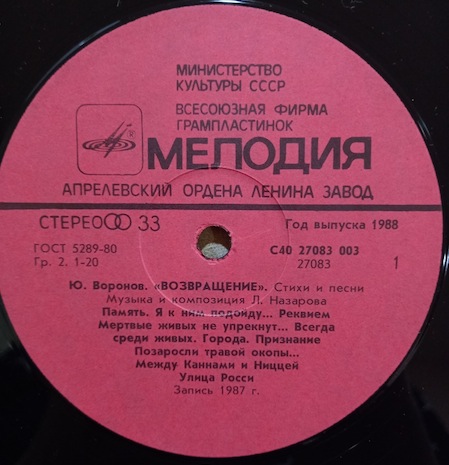 МИНИСТЕРСТВО
КУЛЬТУРЫ СССР
ВСЕСОЮЗНАЯ ФИРМА
ГРАМПЛАСТИНОК
®
МЕЛОДИЯ
АПРЕЛЕВСКИЙ ОРДЕНА ЛЕНИНА ЗАВОД
СТЕРЕО 33
Год выпуска 1988
ГОСТ 5289-80
Гр. 2. 1-20
С40 27083 003
27083 1
Ю. Воронов. «ВОЗВРАЩЕНИЕ». Стихи и песни
Музыка и композиция Л. Назарова
Память. Я к ним подойду... Реквием
Мертвые живых не упрекнут... Всегда
среди живых. Города. Признание
Позаросли травой окопы...
Между Каннами и Ниццей
Улица Росси
Запись 1987 г.